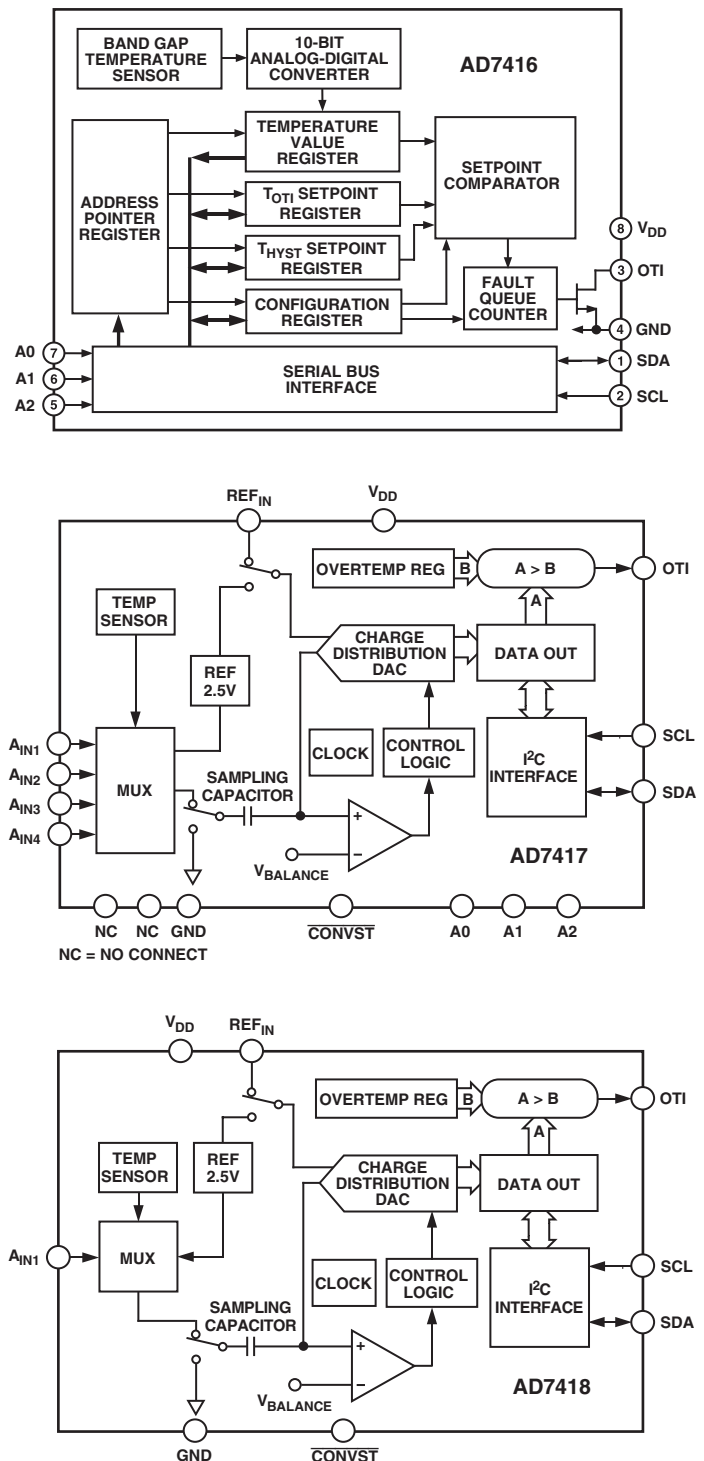 BAND GAP
TEMPERATURE
SENSOR
10-BIT
ANALOG-DIGITAL
CONVERTER
AD7416
ADDRESS
POINTER
REGISTER
TEMPERATURE
VALUE
REGISTER
SETPOINT
COMPARATOR
TOTI SETPOINT
REGISTER
THYST SETPOINT
REGISTER
CONFIGURATION
REGISTER
FAULT
QUEUE
COUNTER
8 VDD
3 OTI
4 GND
1 SDA
2 SCL
A0 7
A1 6
A2 5
SERIAL BUS
INTERFACE
REFIN
VDD
OVERTEMP REG
B
A > B
OTI
A
TEMP
SENSOR
REF
2.5V
CHARGE
DISTRIBUTION
DAC
DATA OUT
AIN1
AIN2
AIN3
AIN4
MUX
SAMPLING
CAPACITOR
CLOCK
CONTROL
LOGIC
I2C
INTERFACE
SCL
SDA
+
−
VBALANCE
AD7417
NC
NC
GND
CONVST
A0
A1
A2
NC = NO CONNECT
VDD
REFIN
OVERTEMP REG
B
A > B
OTI
A
TEMP
SENSOR
REF
2.5V
CHARGE
DISTRIBUTION
DAC
DATA OUT
AIN1
MUX
SAMPLING
CAPACITOR
CLOCK
CONTROL
LOGIC
I2C
INTERFACE
SCL
SDA
+
−
VBALANCE
AD7418
GND
CONVST